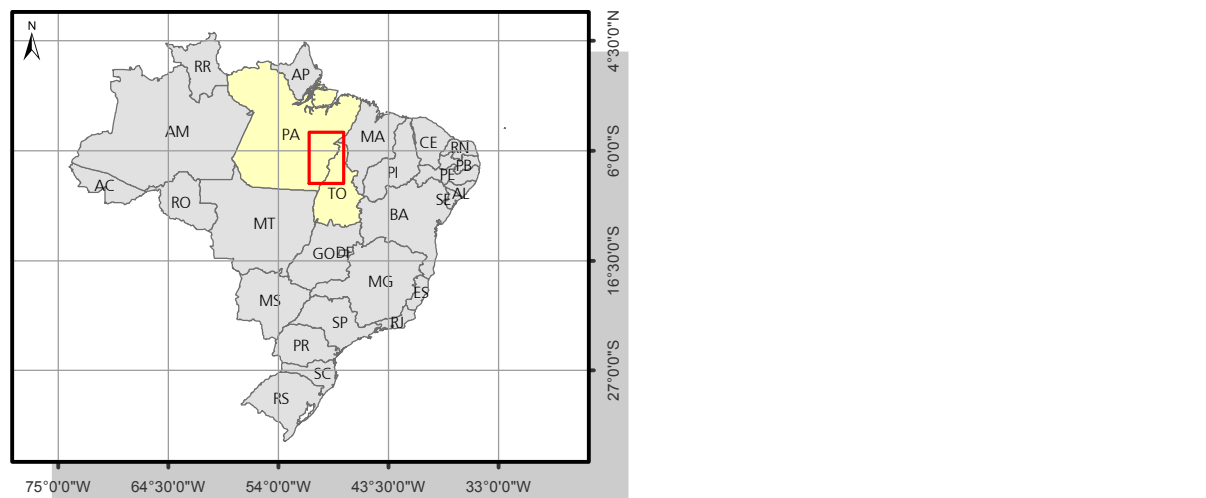 N
4°30'0"N
RR
AP
AM
PA
MA
CE
RN
6°0'0"S
PB
PI
PE
AC
TO
AL
SE
RO
BA
MT
GO
DF
16°30'0"S
MG
MS
ES
SP
RJ
PR
27°0'0"S
SC
RS
75°0'0"W
64°30'0"W
54°0'0"W
43°30'0"W
33°0'0"W